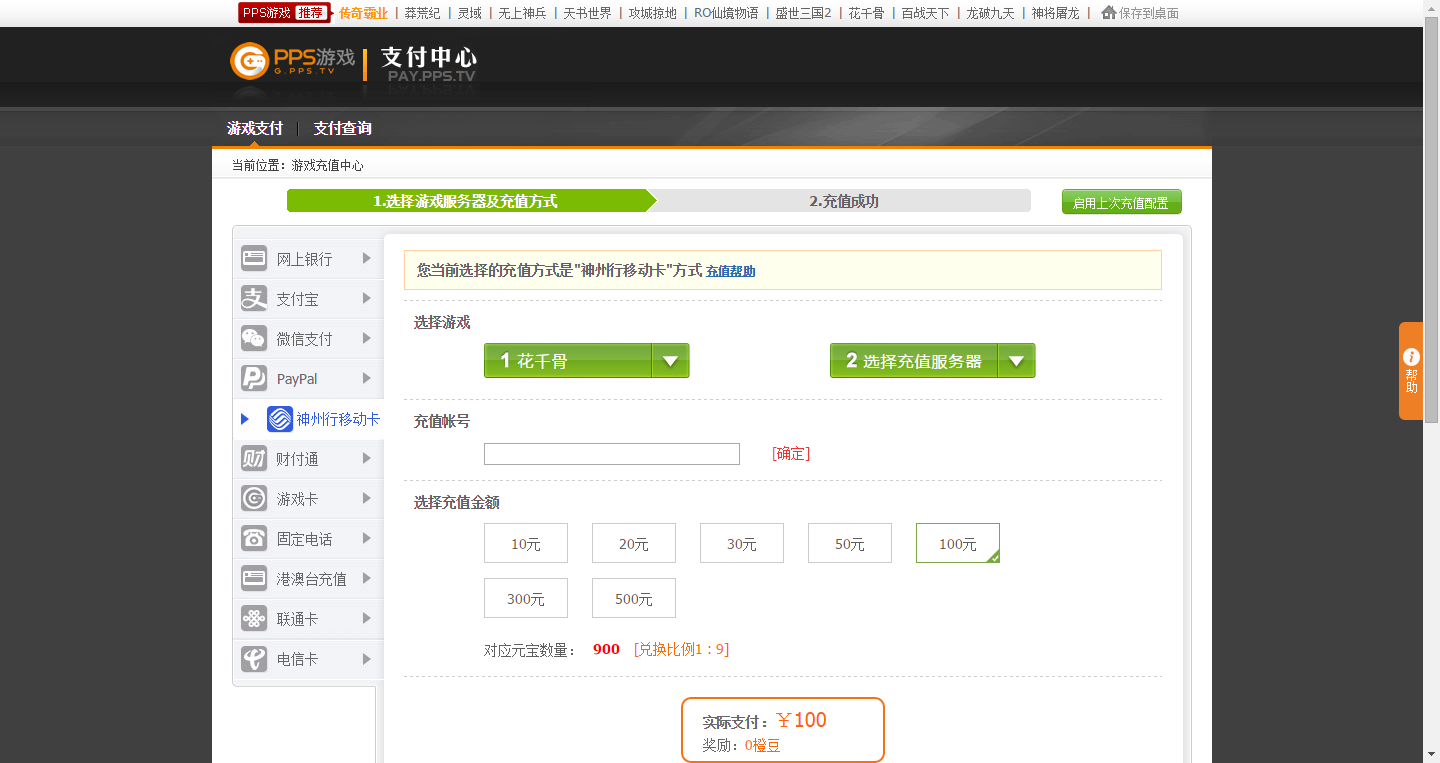 PPS游戏 推荐 传奇霸业 | 莽荒纪 | 灵域 | 无上神兵 | 天书世界 | 攻城掠地 | RO仙境物语 | 盛世三国2 | 花千骨 | 百战天下 | 龙破九天 | 神将屠龙 | 保存到桌面
PPS游戏
G.PPS.TV
支付中心
PAY.PPS.TV
游戏支付 | 支付查询
当前位置：游戏充值中心
1.选择游戏服务器及充值方式
2.充值成功
启用上次充值配置
网上银行
支付宝
微信支付
PayPal
神州行移动卡
财付通
游戏卡
固定电话
港澳台充值
联通卡
电信卡
您当前选择的充值方式是"神州行移动卡"方式 充值帮助
选择游戏
1 花千骨
2 选择充值服务器
充值帐号
[确定]
选择充值金额
10元
20元
30元
50元
100元
300元
500元
对应元宝数量： 900 [兑换比例1：9]
实际支付：￥100
奖励：0橙豆
帮助